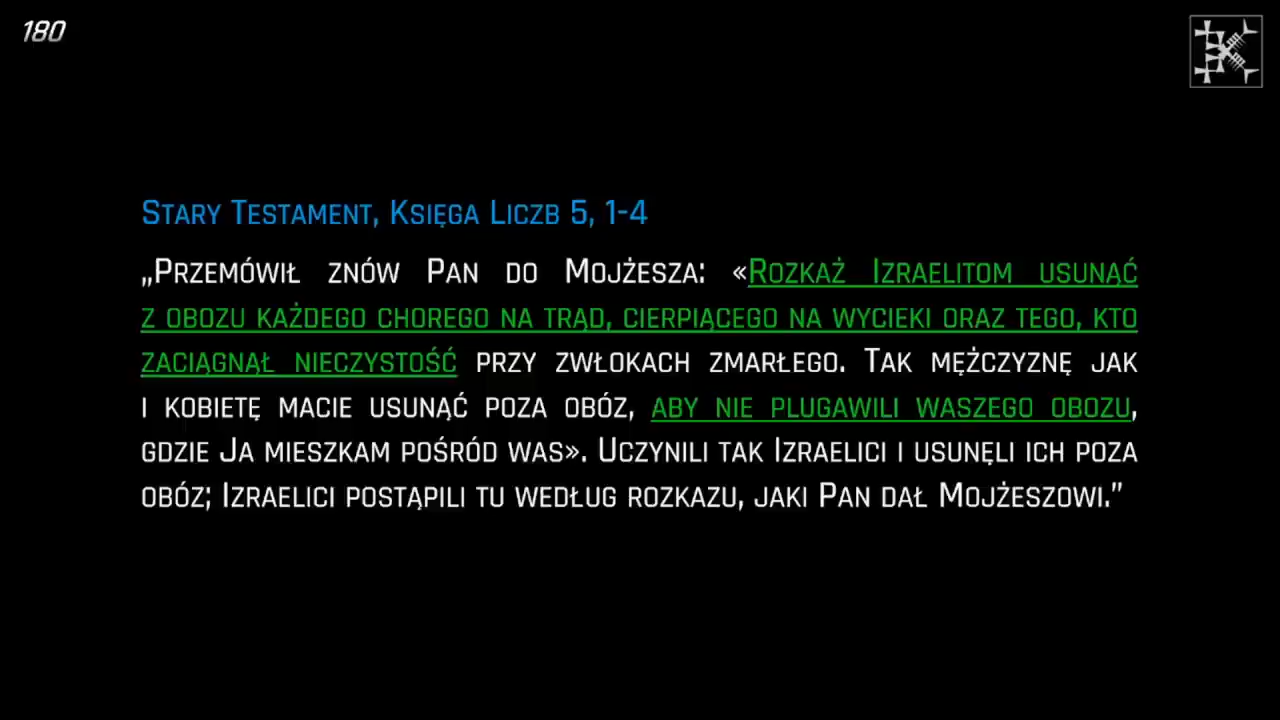 180
Stary Testament, Księga Liczb 5, 1-4
„Przemówił znów Pan do Mojżesza: «Rozkaż Izraelitom usunąć
z obozu każdego chorego na trąd, cierpiącego na wycieki oraz tego, kto
zaciągnął nieczystość przy zwłokach zmarłego. Tak mężczyznę jak
i kobietę macie usunąć poza obóz, aby nie plugawili waszego obozu,
gdzie Ja mieszkam pośród was». Uczynili tak Izraelici i usunęli ich poza
obóz; Izraelici postąpili tu według rozkazu, jaki Pan dał Mojżeszowi.”